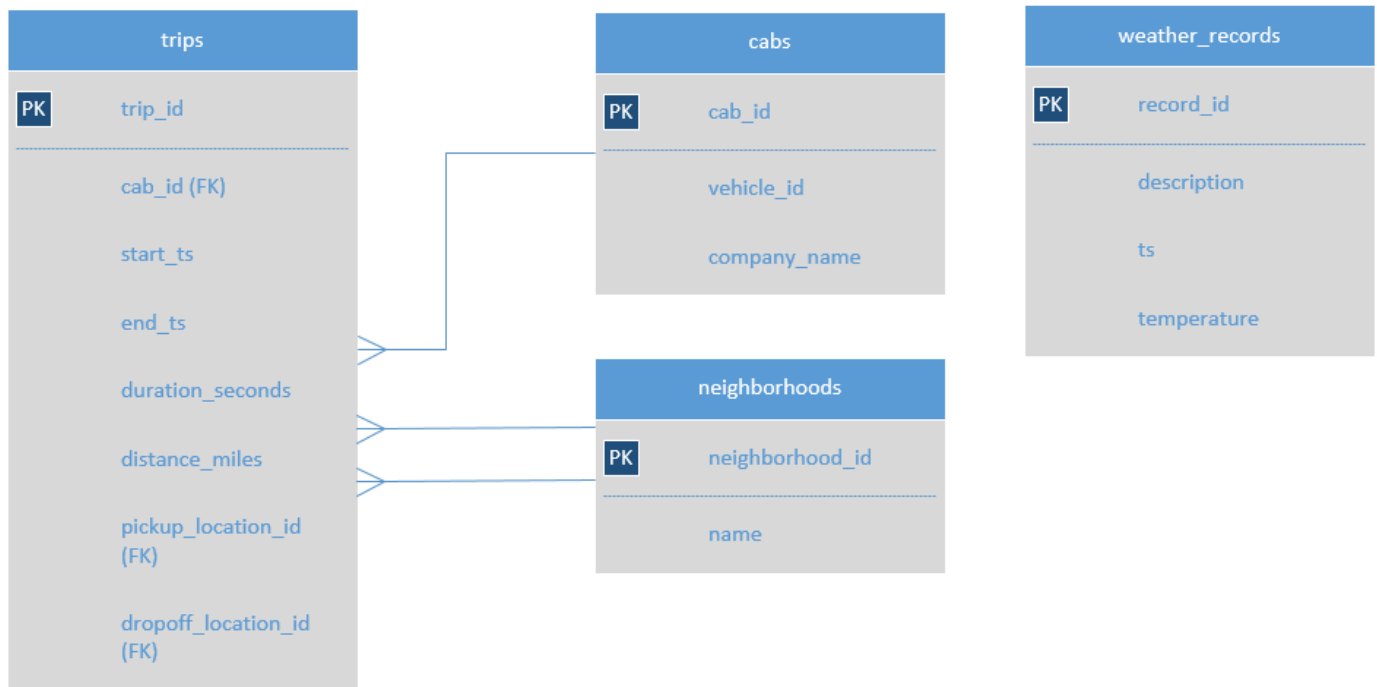 trips
PK trip_id
cab_id (FK)
start_ts
end_ts
duration_seconds
distance_miles
pickup_location_id
(FK)
dropoff_location_id
(FK)
cabs
PK cab_id
vehicle_id
company_name
neighborhoods
PK neighborhood_id
name
weather_records
PK record_id
description
ts
temperature